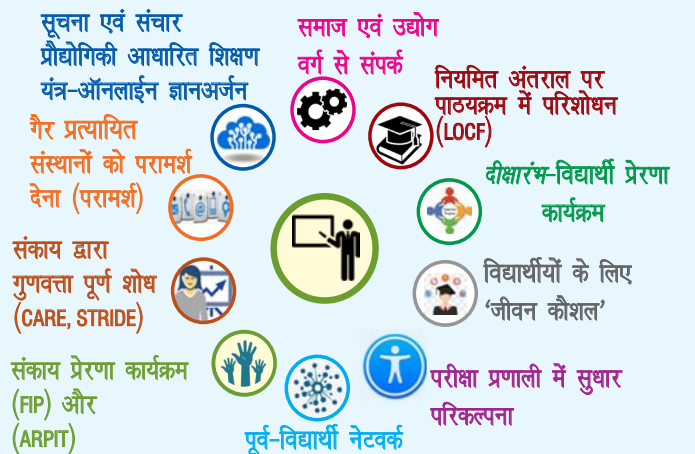 सूचना एवं संचार
प्रौद्योगिकी आधारित शिक्षण
यंत्र-ऑनलाईन ज्ञानअर्जन
समाज एवं उद्योग
वर्ग से संपर्क
नियमित अंतराल पर
पाठयक्रम में परिशोधन
(LOCF)
दीक्षारंभ-विद्यार्थी प्रेरणा
कार्यक्रम
विद्यार्थीयों के लिए
‘जीवन कौशल’
परीक्षा प्रणाली में सुधार
परिकल्पना
पूर्व-विद्यार्थी नेटवर्क
संकाय प्रेरणा कार्यक्रम
(FIP) और
(ARPIT)
संकाय द्वारा
गुणवत्ता पूर्ण शोध
(CARE, STRIDE)
गैर प्रत्यायित
संस्थानों को परामर्श
देना (परामर्श)